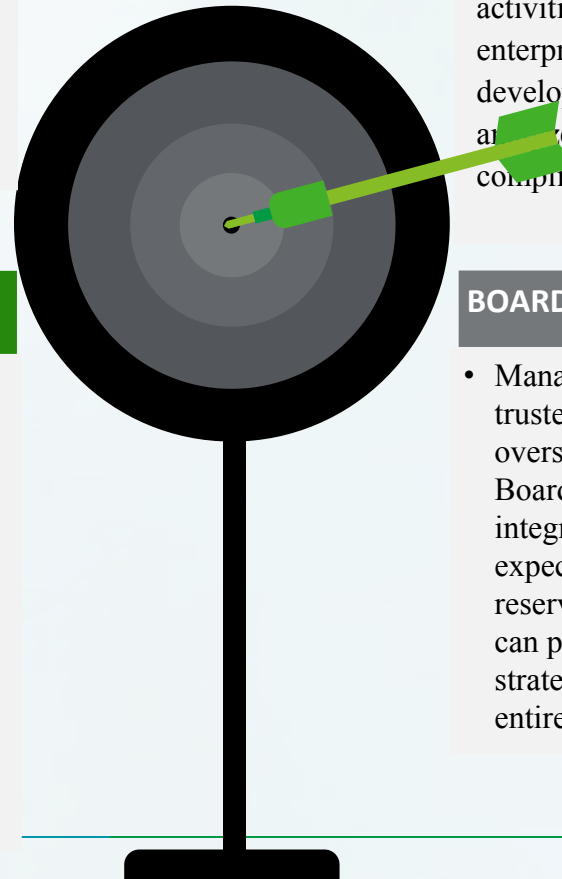 activiti
enterpr
develo
compli
BOARD
• Mana
truste
overs
Board
integr
expec
reserv
can p
strate
entire